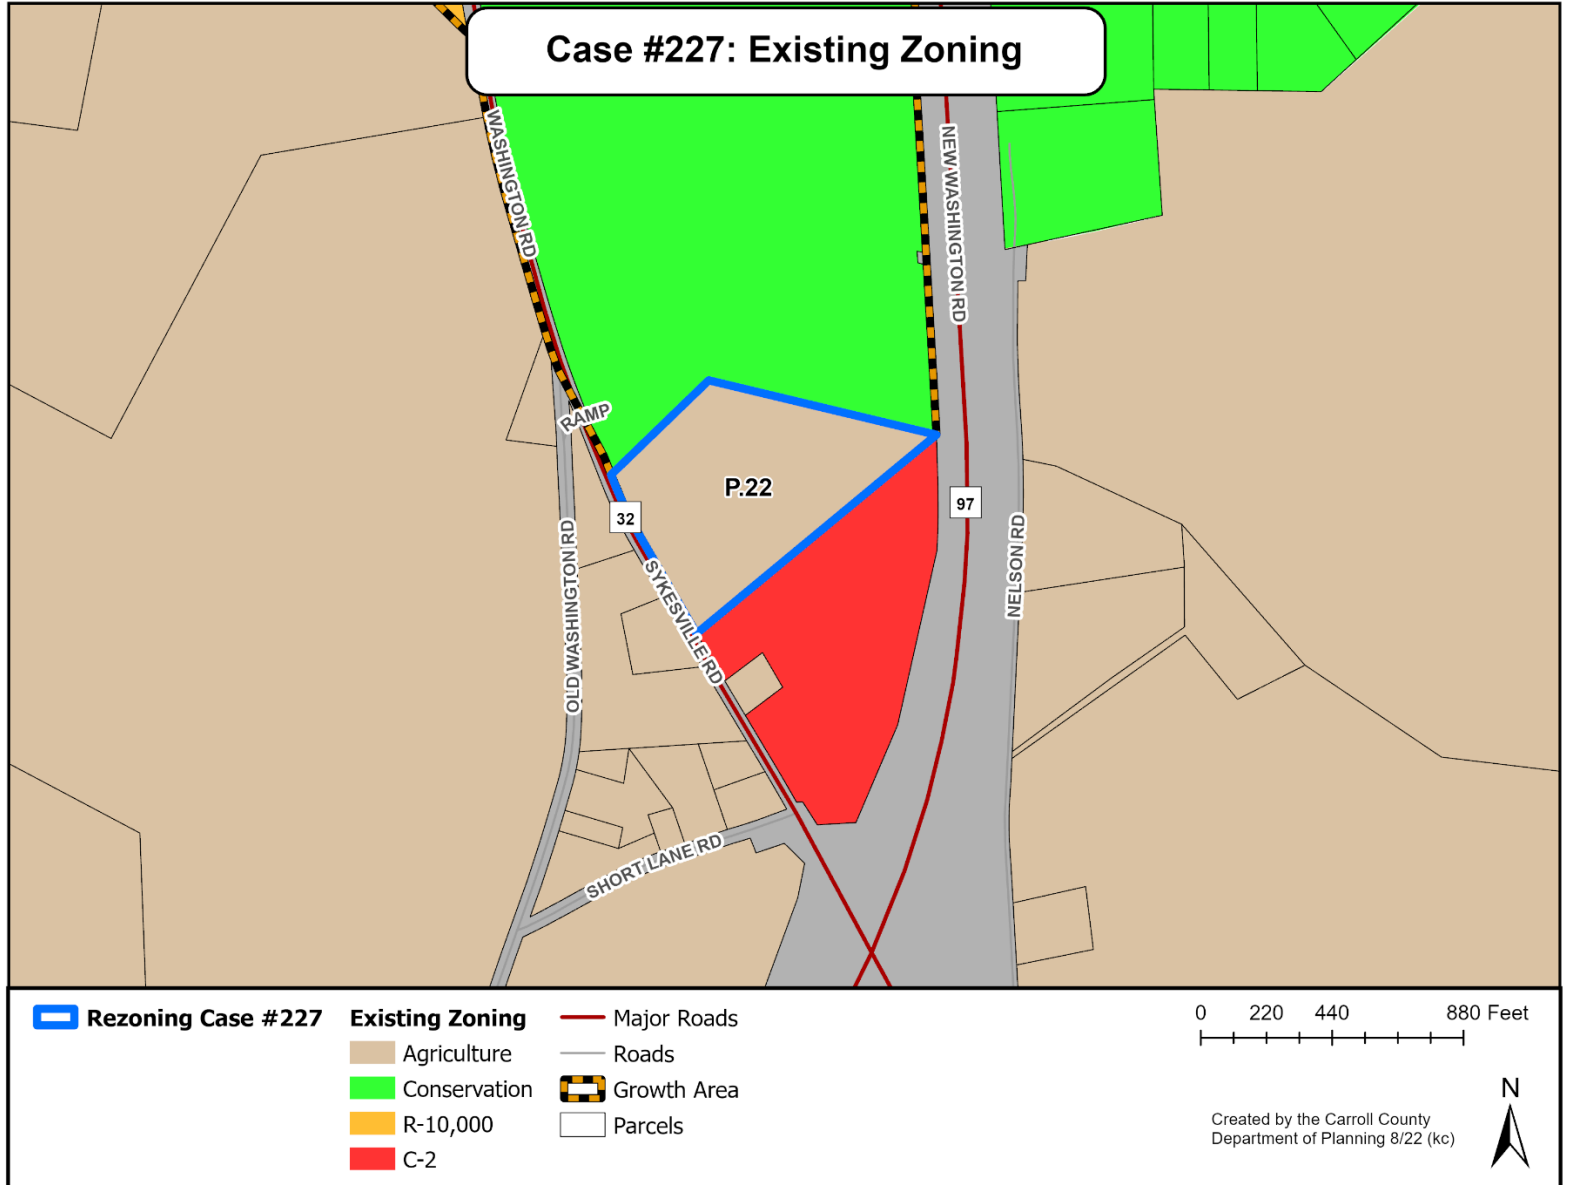 Case #227: Existing Zoning
WASHINGTON RD
NEW WASHINGTON RD
RAMP
P.22
32
97
OLD WASHINGTON RD
SYKESVILLE RD
NELSON RD
SHORT LANE RD
Rezoning Case #227
Existing Zoning
Agriculture
Conservation
R-10,000
C-2
Major Roads
Roads
Growth Area
Parcels
0 220 440 880 Feet
N
Created by the Carroll County
Department of Planning 8/22 (kc)